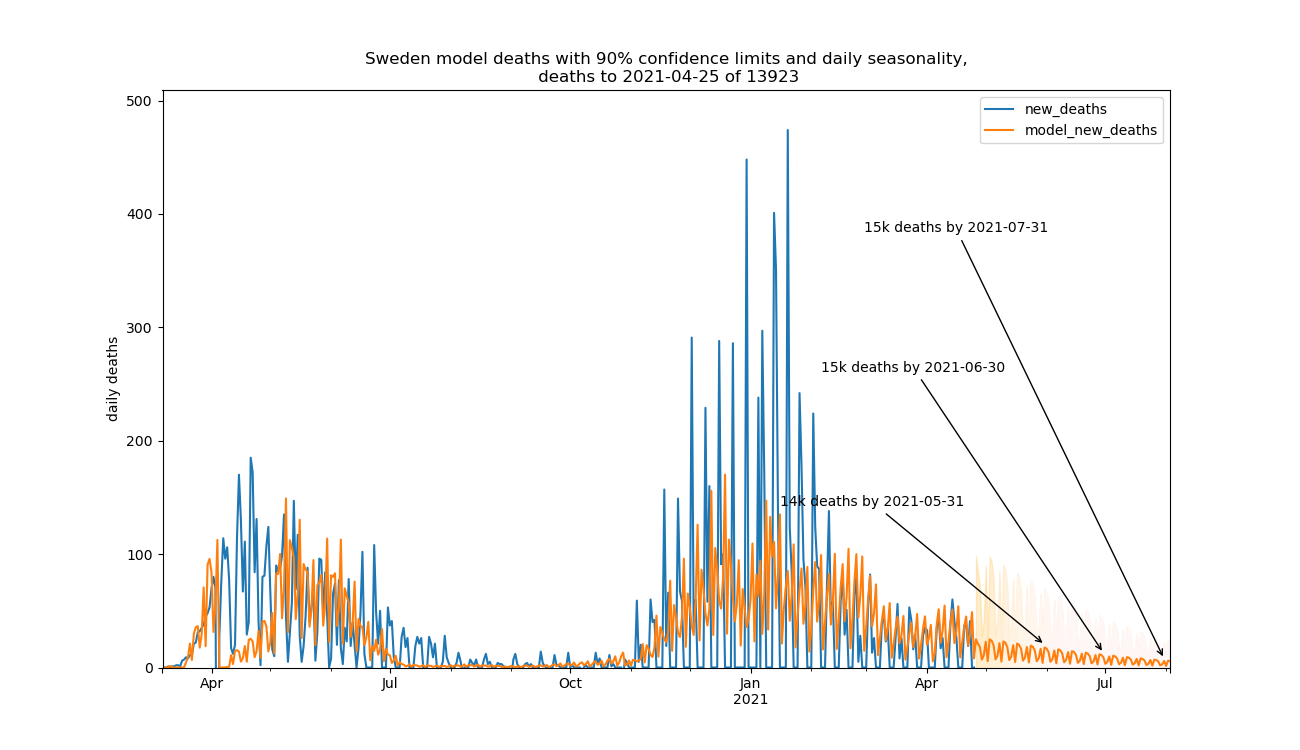 Sweden model deaths with 90% confidence limits and daily seasonality,
deaths to 2021-04-25 of 13923
500
new_deaths
model_new_deaths
400
15k deaths by 2021-07-31
300
daily deaths
15k deaths by 2021-06-30
200
14k deaths by 2021-05-31
100
0
Apr Jul Oct Jan Apr Jul
2021